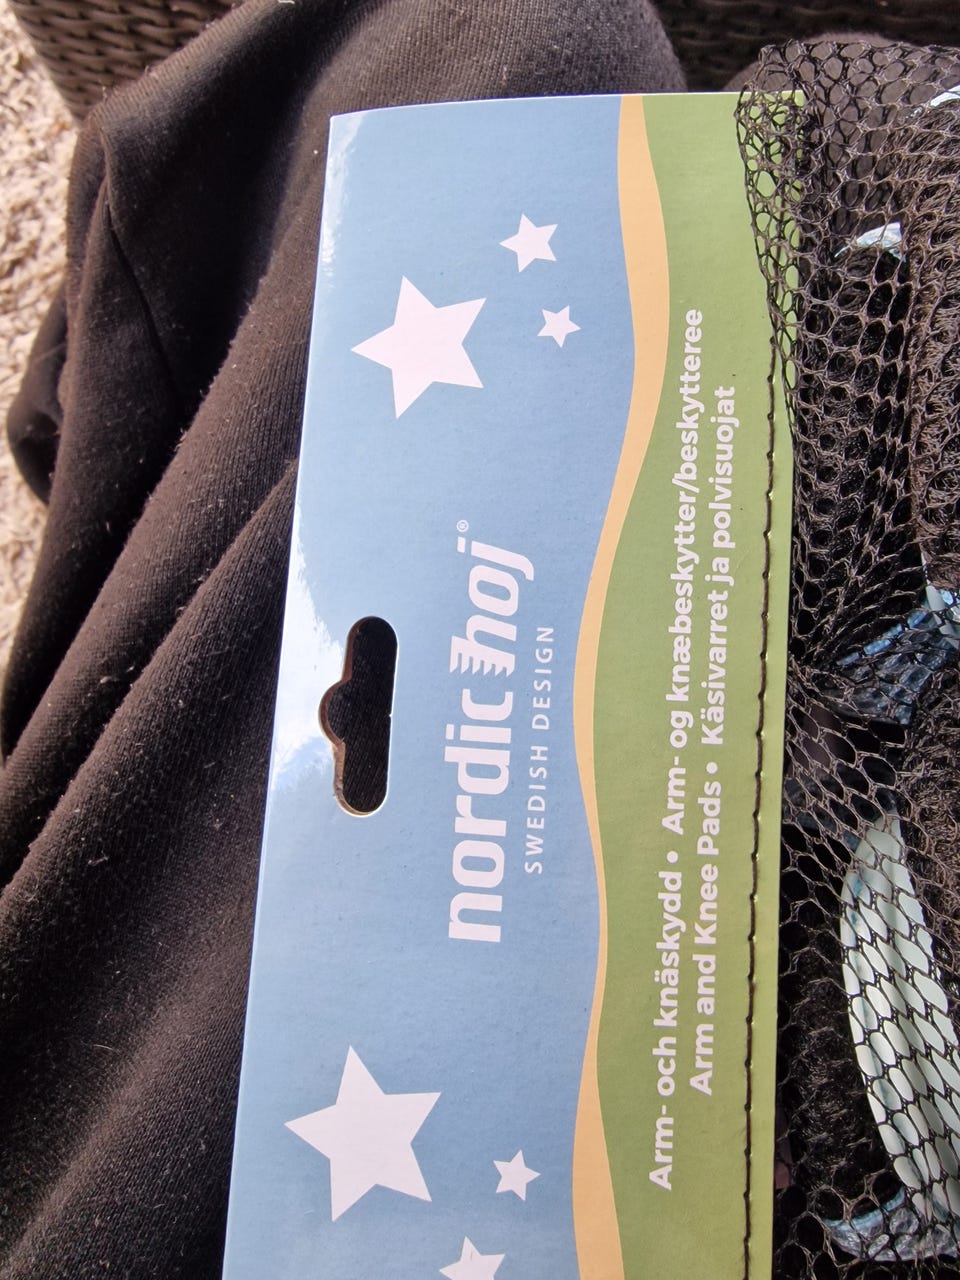 nordic hoj®
SWEDISH DESIGN
Arm- och knäskydd • Arm- og knæbeskytter/beskytteree
Arm and Knee Pads • Käsivarret ja polvisuojat